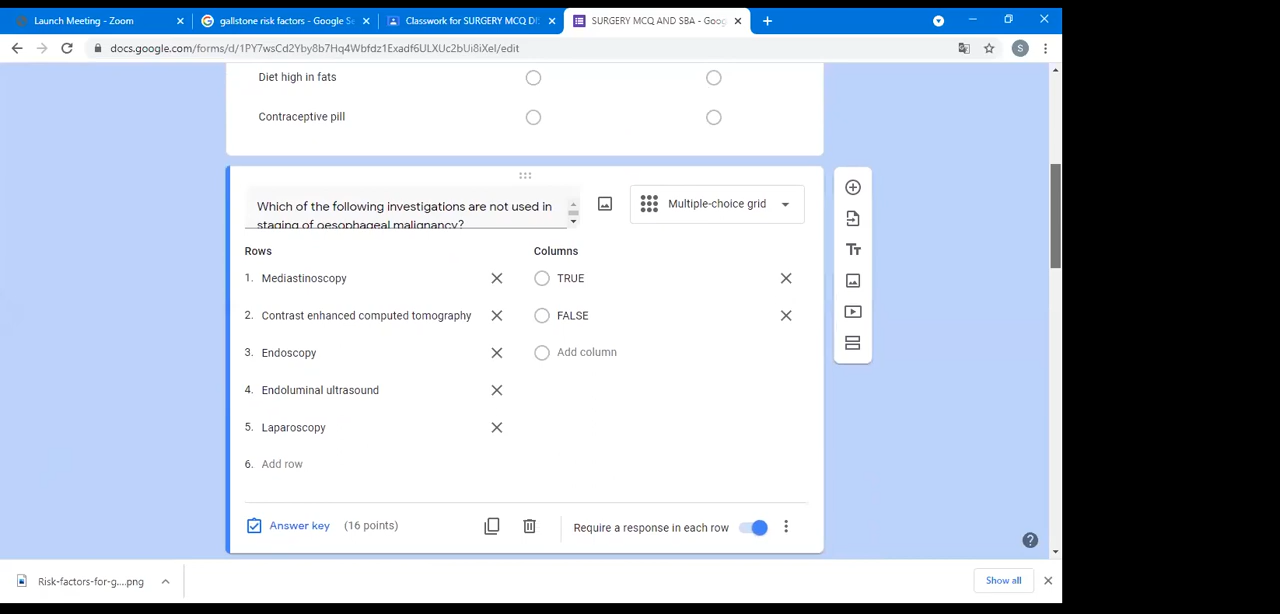 Launch Meeting - Zoom
gallstone risk factors - Google Se
Classwork for SURGERY MCQ DI
SURGERY MCQ AND SBA - Goog
docs.google.com/forms/d/1PY7wsCd2Yby8b7Hq4Wbfdz1Exadf6ULXUc2bUi8iXeI/edit
S
Diet high in fats
Contraceptive pill
Which of the following investigations are not used in
staging of oesophageal malignancy?
Multiple-choice grid
Rows
Columns
1. Mediastinoscopy
TRUE
2. Contrast enhanced computed tomography
FALSE
3. Endoscopy
Add column
4. Endoluminal ultrasound
5. Laparoscopy
6. Add row
Answer key (16 points)
Require a response in each row
Risk-factors-for-g....png
Show all